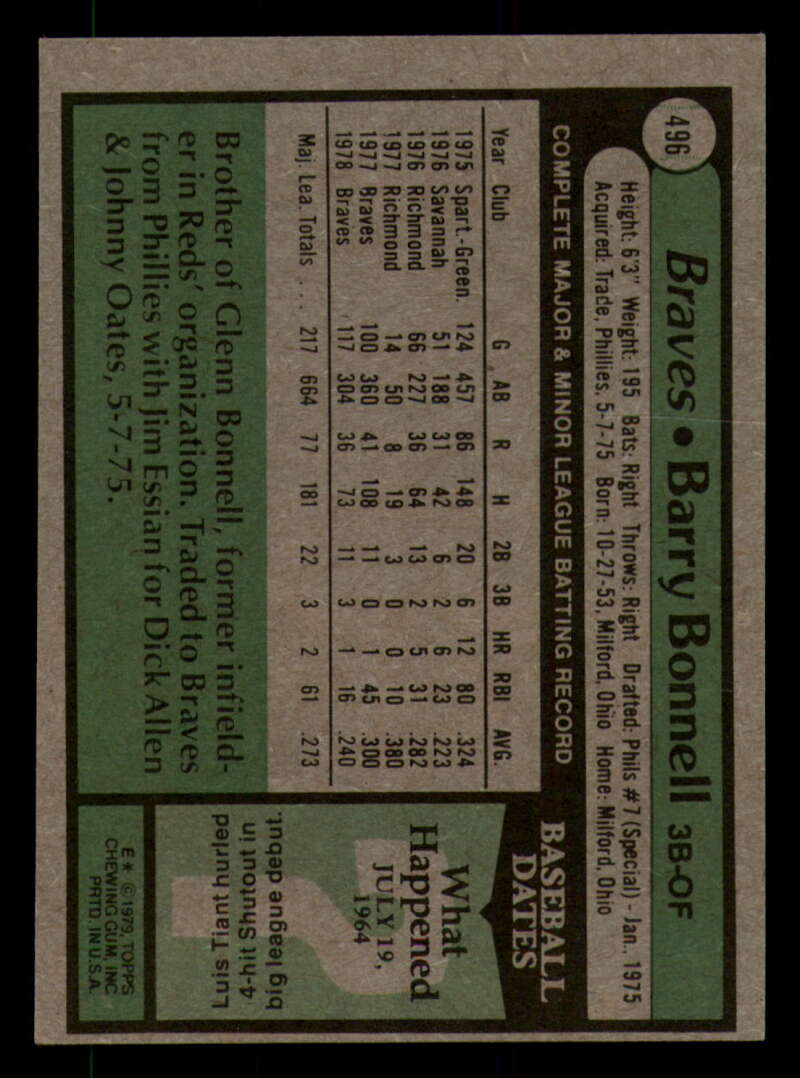 496
Braves • Barry Bonnell 3B-OF
Height: 6'3" Weight: 195 Bats: Right Throws: Right Drafted: Phils #7 (Special) - Jan., 1975
Acquired: Trade, Phillies, 5-7-75 Born: 10-27-53, Milford, Ohio Home: Milford, Ohio
COMPLETE MAJOR & MINOR LEAGUE BATTING RECORD
Year Club G AB R H 2B 3B HR RBI AVG.
1975 Spart.-Green. 124 457 86 148 20 6 12 80 .324
1976 Savannah 51 188 31 42 6 2 6 23 .223
1976 Richmond 66 227 36 64 13 2 5 31 .282
1977 Richmond 14 50 8 19 3 0 0 10 .380
1977 Braves 100 360 41 108 11 0 1 45 .300
1978 Braves 117 304 36 73 11 3 1 16 .240
Maj. Lea. Totals ... 217 664 77 181 22 3 2 61 .273
Brother of Glenn Bonnell, former infield-
er in Reds' organization. Traded to Braves
from Phillies with Jim Essian for Dick Allen
& Johnny Oates, 5-7-75.
BASEBALL
DATES
What
Happened
JULY 19,
1964
Luis Tiant hurled
4-hit Shutout in
big league debut.
E * © 1979, TOPPS
CHEWING GUM, INC
PRTD. IN U.S.A.